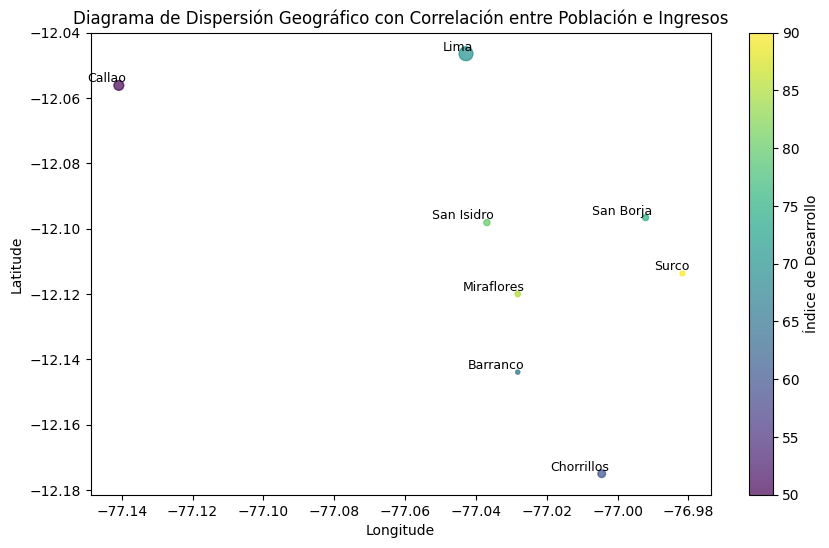 Diagrama de Dispersión Geográfico con Correlación entre Población e Ingresos
−12.04
−12.06
−12.08
−12.10
−12.12
−12.14
−12.16
−12.18
Latitude
Lima
Callao
San Isidro
San Borja
Surco
Miraflores
Barranco
Chorrillos
−77.14
−77.12
−77.10
−77.08
−77.06
−77.04
−77.02
−77.00
−76.98
Longitude
90
85
80
75
70
65
60
55
50
Índice de Desarrollo